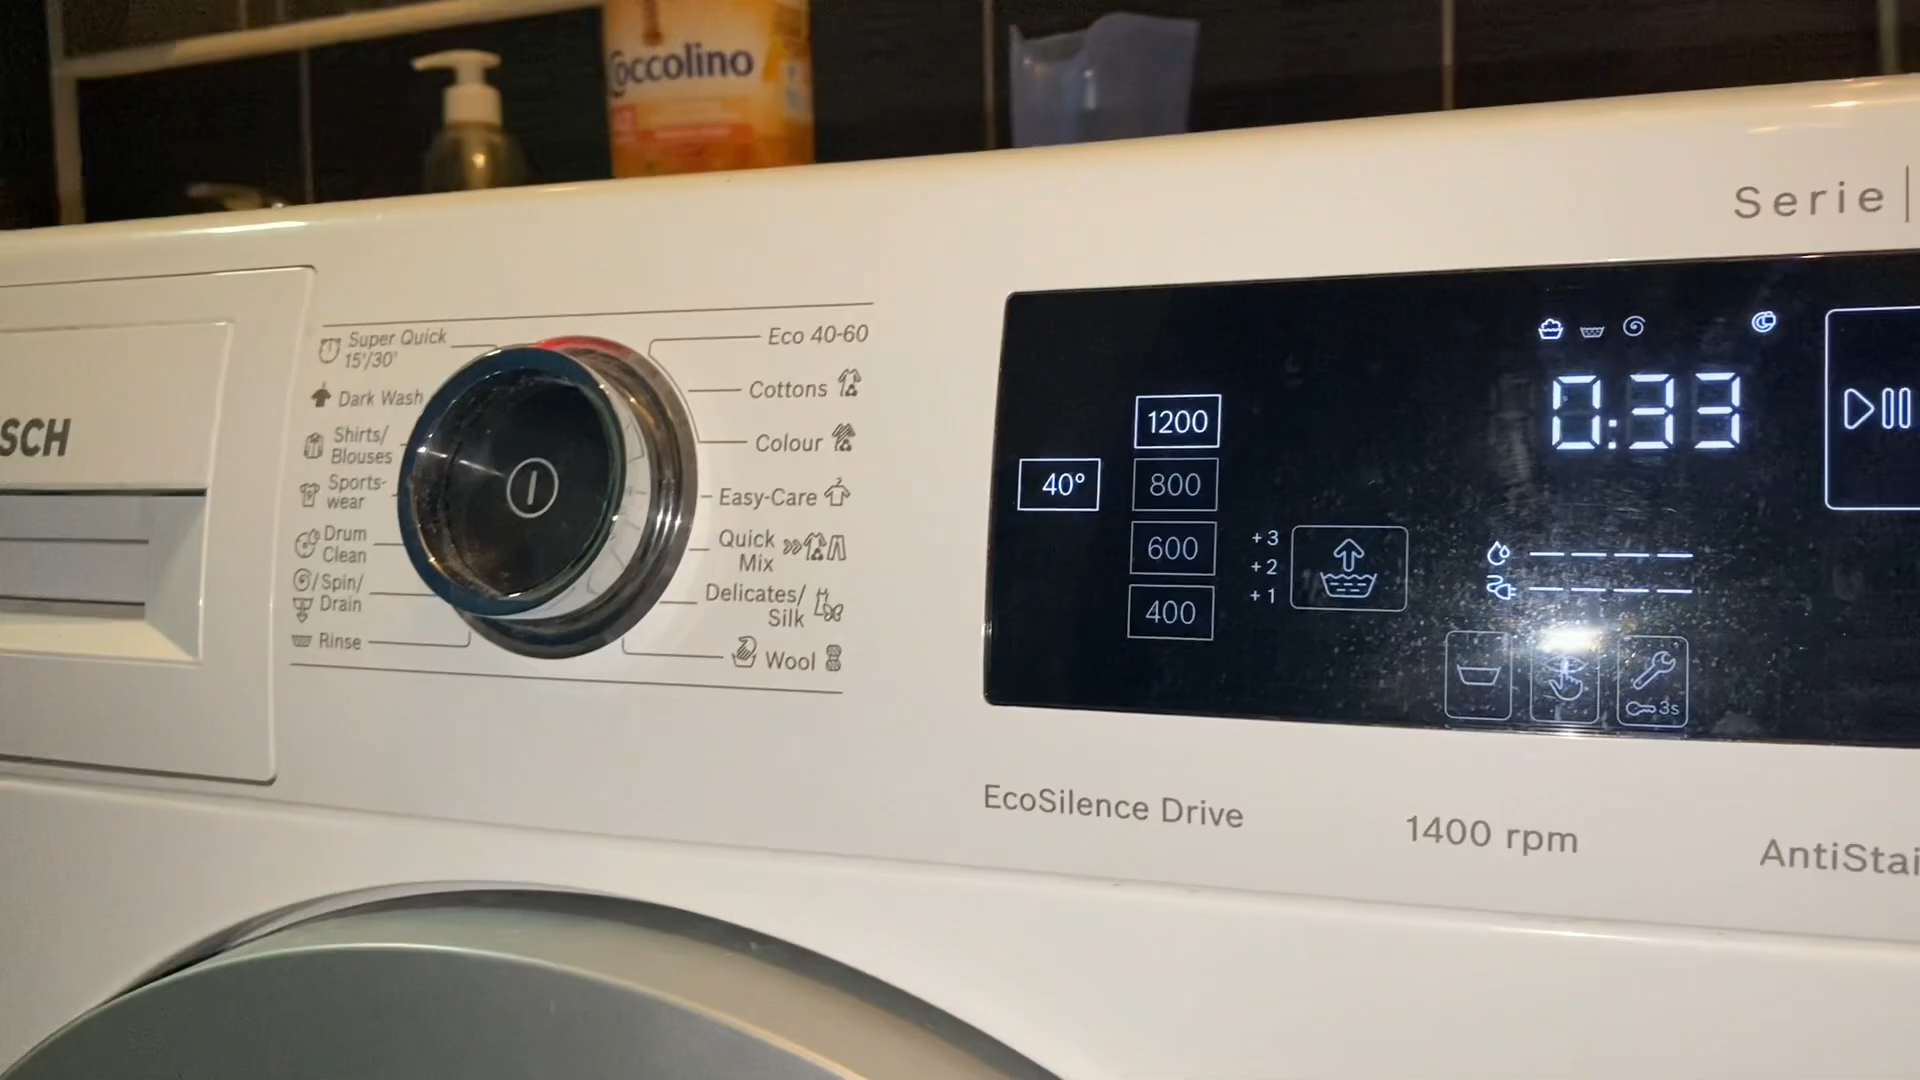 Coccolino
Serie
SCH
Super Quick
15'/30'
Dark Wash
Shirts/
Blouses
Sports-
wear
Drum
Clean
/Spin/
Drain
Rinse
Eco 40-60
Cottons
Colour
Easy-Care
Quick
Mix
Delicates/
Silk
Wool
40°
1200
800
600
400
+3
+2
+1
0:33
3s
EcoSilence Drive
1400 rpm
AntiStai